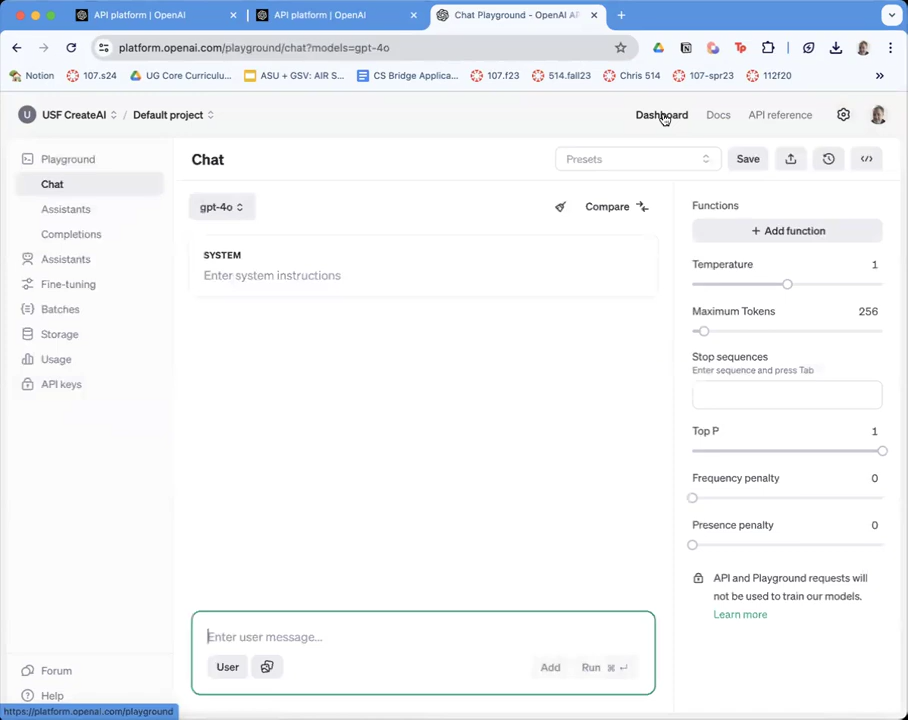 API platform | OpenAI
API platform | OpenAI
Chat Playground - OpenAI AP
platform.openai.com/playground/chat?models=gpt-4o
Notion
107.s24
UG Core Curriculu...
ASU + GSV: AIR S...
CS Bridge Applica...
107.f23
514.fall23
Chris 514
107-spr23
112f20
»
U USF CreateAI / Default project
Dashboard
Docs
API reference
Playground
Chat
Assistants
Completions
Assistants
Fine-tuning
Batches
Storage
Usage
API keys
Forum
Help
https://platform.openai.com/playground
Chat
Presets
Save
gpt-4o
Compare
SYSTEM
Enter system instructions
Enter user message...
User
Add
Run ⌘ ↵
Functions
+ Add function
Temperature 1
Maximum Tokens 256
Stop sequences
Enter sequence and press Tab
Top P 1
Frequency penalty 0
Presence penalty 0
API and Playground requests will
not be used to train our models.
Learn more